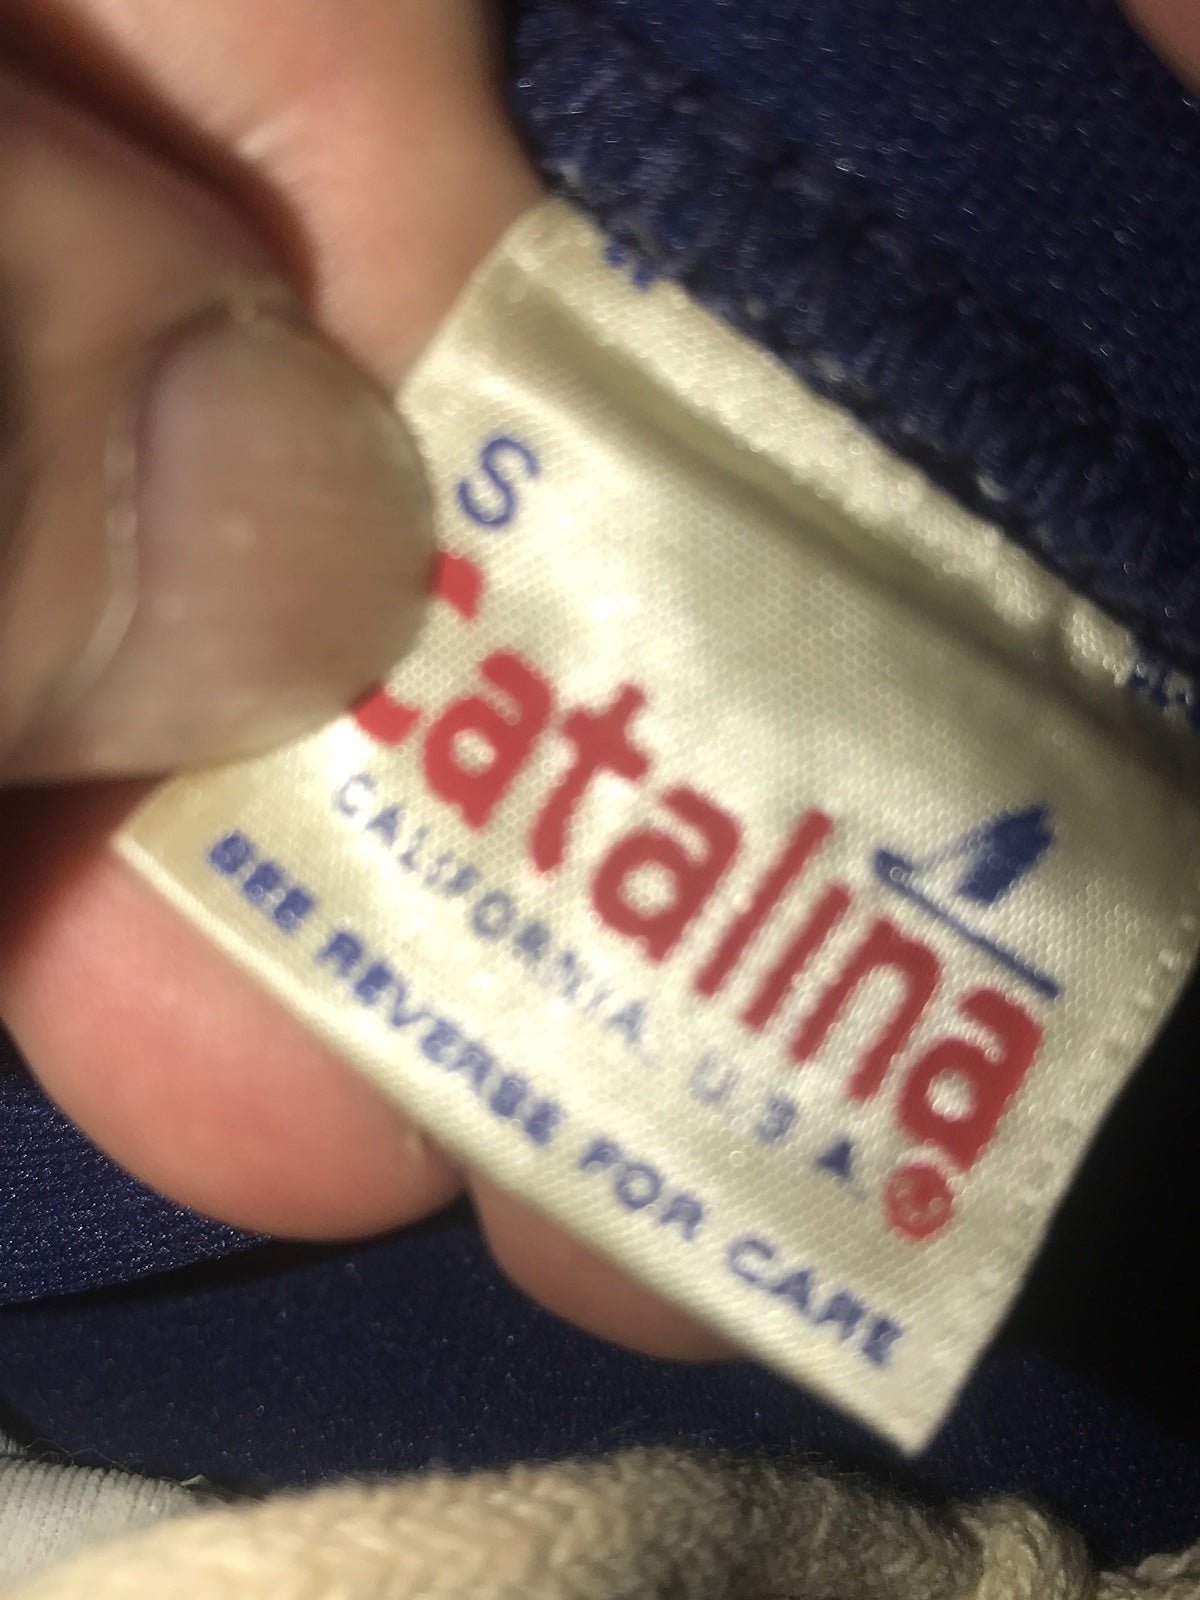 S
Catalina®
CALIFORNIA, U.S.A.
SEE REVERSE FOR CARE